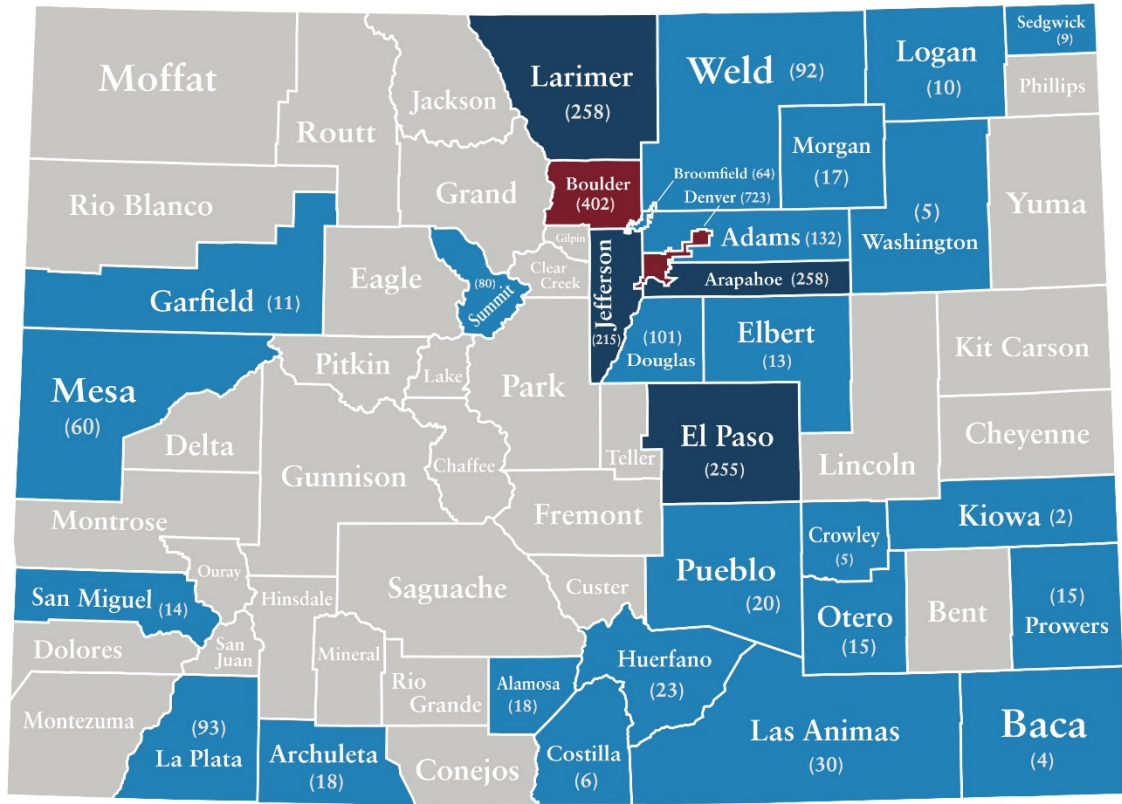 Moffat
Routt
Jackson
Larimer
(258)
Weld (92)
Logan
(10)
Sedgwick
(9)
Phillips
Rio Blanco
Grand
Boulder
(402)
Broomfield (64)
Denver (723)
Morgan
(17)
(5)
Washington
Yuma
Garfield (11)
Eagle
(80)
Summit
Gilpin
Clear
Creek
Jefferson
(215)
Adams (132)
Arapahoe (258)
Mesa
(60)
Pitkin
Lake
Park
(101)
Douglas
Elbert
(13)
Kit Carson
Delta
Gunnison
Chaffee
Teller
El Paso
(255)
Lincoln
Cheyenne
Montrose
Fremont
Crowley
(5)
Kiowa (2)
San Miguel (14)
Ouray
Hinsdale
Saguache
Custer
Pueblo
(20)
Otero
(15)
Bent
(15)
Prowers
Dolores
San
Juan
Mineral
Rio
Grande
Alamosa
(18)
Huerfano
(23)
Montezuma
(93)
La Plata
Archuleta
(18)
Conejos
Costilla
(6)
Las Animas
(30)
Baca
(4)